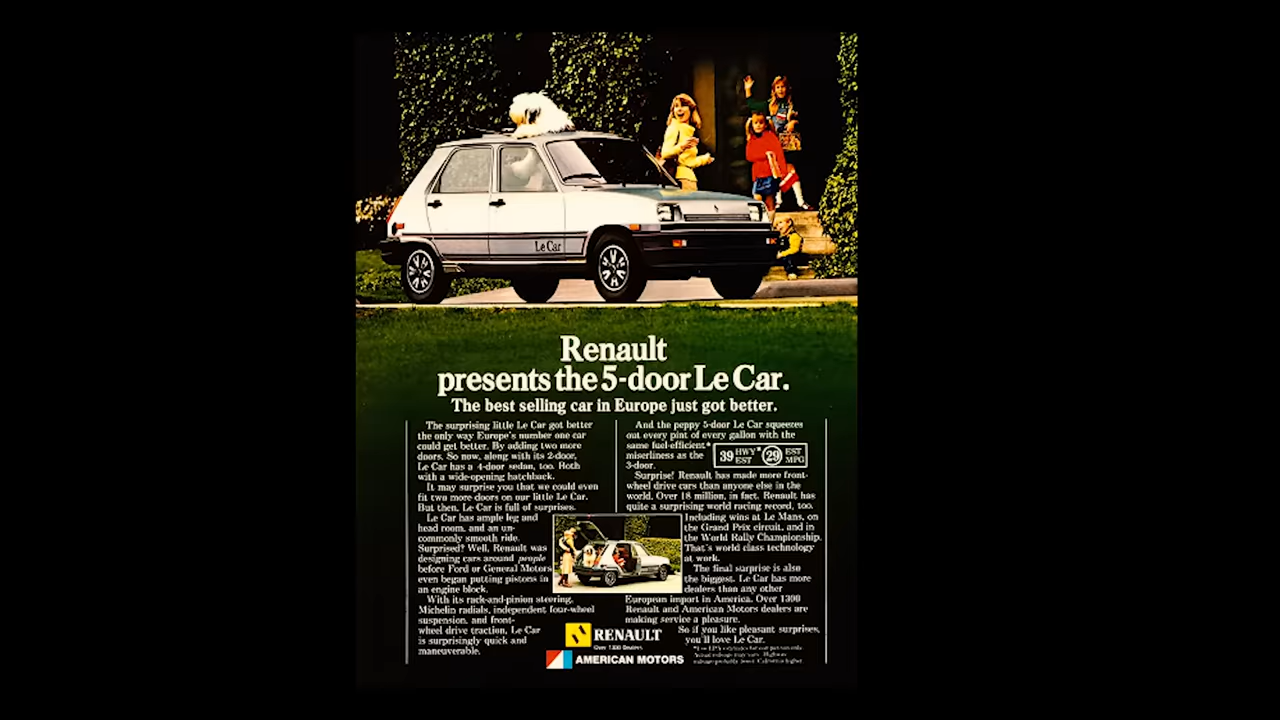 Le Car
Renault
presents the 5-door Le Car.
The best selling car in Europe just got better.
The surprising little Le Car got better
the only way Europe's number one car
could get better. By adding two more
doors. So now, along with its 2-door,
Le Car has a 4-door sedan, too. Both
with a wide-opening hatchback.
It may surprise you that we could even
fit two more doors on our little Le Car.
But then, Le Car is full of surprises.
Le Car has ample leg and
head room, and an un-
commonly smooth ride.
Surprised? Well, Renault was
designing cars around people
before Ford or General Motors
even began putting pistons in
an engine block.
With its rack-and-pinion steering,
Michelin radials, independent four-wheel
suspension, and front-
wheel drive traction, Le Car
is surprisingly quick and
maneuverable.
And the peppy 5-door Le Car squeezes
out every pint of every gallon with the
same fuel-efficient*
miserliness as the
3-door.
39 HWY* EST 29 EST MPG
Surprise! Renault has made more front-
wheel drive cars than anyone else in the
world. Over 18 million, in fact. Renault has
quite a surprising world racing record, too.
Including wins at Le Mans, on
the Grand Prix circuit, and in
the World Rally Championship.
That's world class technology
at work.
The final surprise is also
the biggest. Le Car has more
dealers than any other
European import in America. Over 1300
Renault and American Motors dealers are
making service a pleasure.
So if you like pleasant surprises,
you'll love Le Car.
RENAULT
Over 1300 Dealers
AMERICAN MOTORS